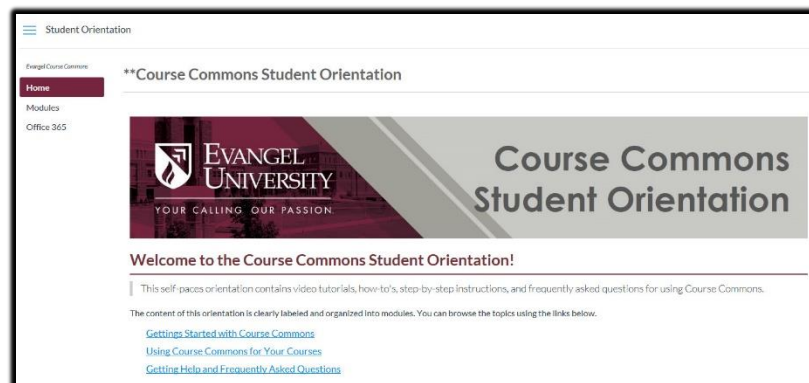 Student Orientation
Evangel Course Commons
Home
Modules
Office 365
**Course Commons Student Orientation
EVANGEL
UNIVERSITY
YOUR CALLING OUR PASSION.
Course Commons
Student Orientation
Welcome to the Course Commons Student Orientation!
This self-paces orientation contains video tutorials, how-to's, step-by-step instructions, and frequently asked questions for using Course Commons.
The content of this orientation is clearly labeled and organized into modules. You can browse the topics using the links below.
Gettings Started with Course Commons
Using Course Commons for Your Courses
Getting Help and Frequently Asked Questions